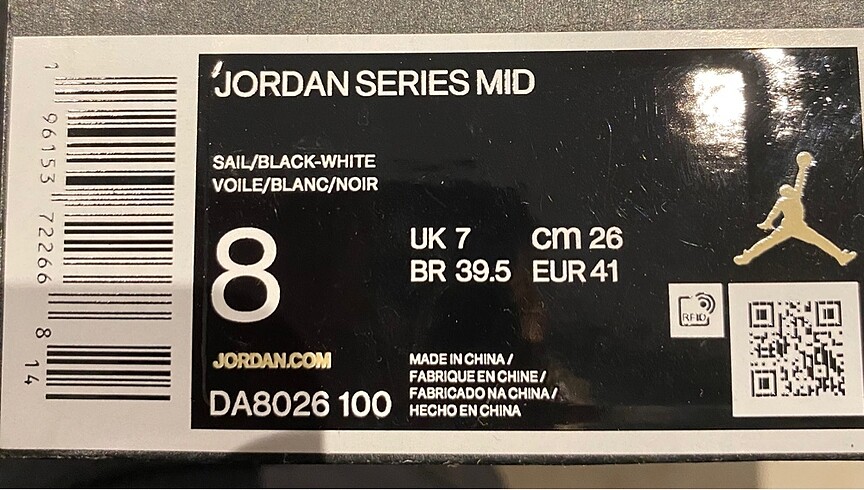 1 96153 72266 8 14
JORDAN SERIES MID
SAIL/BLACK-WHITE
VOILE/BLANC/NOIR
8
UK 7 cm 26
BR 39.5 EUR 41
RFID
JORDAN.COM
DA8026 100
MADE IN CHINA /
FABRIQUE EN CHINE /
FABRICADO NA CHINA /
HECHO EN CHINA